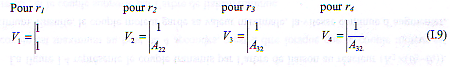 Pour r₁ pour r₂ pour r₃ pour r₄
V₁ = |1 1 V₂ = |1 A₂₂ V₃ = |1 A₃₂ V₄ = |1 A₃₂ (I.9)